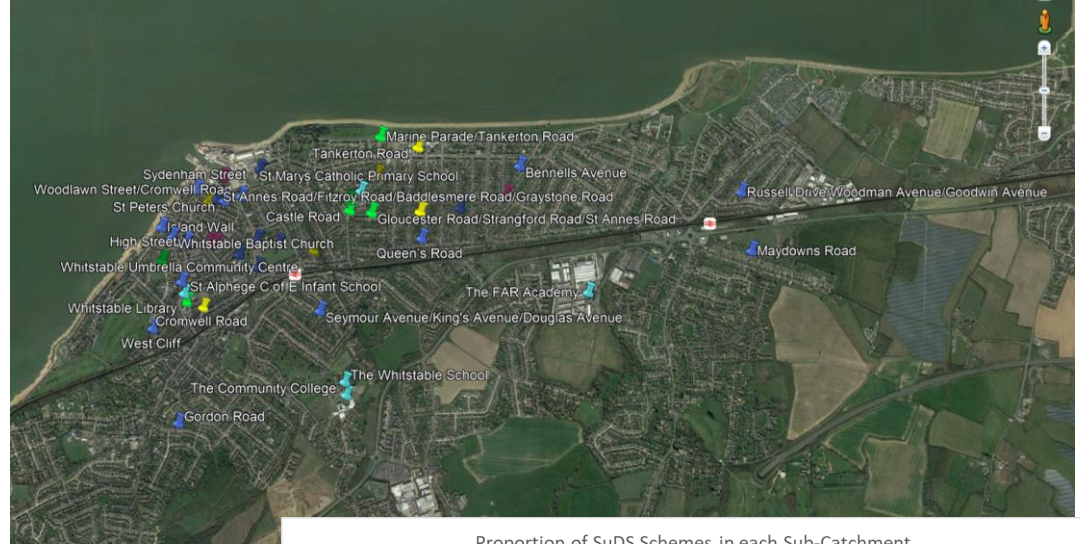 Marine Parade/Tankerton Road
Tankerton Road
Sydenham Street
St Marys Catholic Primary School
Bennells Avenue
Woodlawn Street/Cromwell Road
St Annes Road/Fitzroy Road/Baddlesmere Road/Graystone Road
Russell Drive/Woodman Avenue/Goodwin Avenue
St Peters Church
Castle Road
Gloucester Road/Strangford Road/St Annes Road
Island Wall
High Street
Whitstable Baptist Church
Queen's Road
Maydowns Road
Whitstable Umbrella Community Centre
St Alphege C of E Infant School
The FAR Academy
Whitstable Library
Cromwell Road
Seymour Avenue/King's Avenue/Douglas Avenue
West Cliff
The Whitstable School
The Community College
Gordon Road
Proportion of SuDS Schemes in each Sub-Catchment